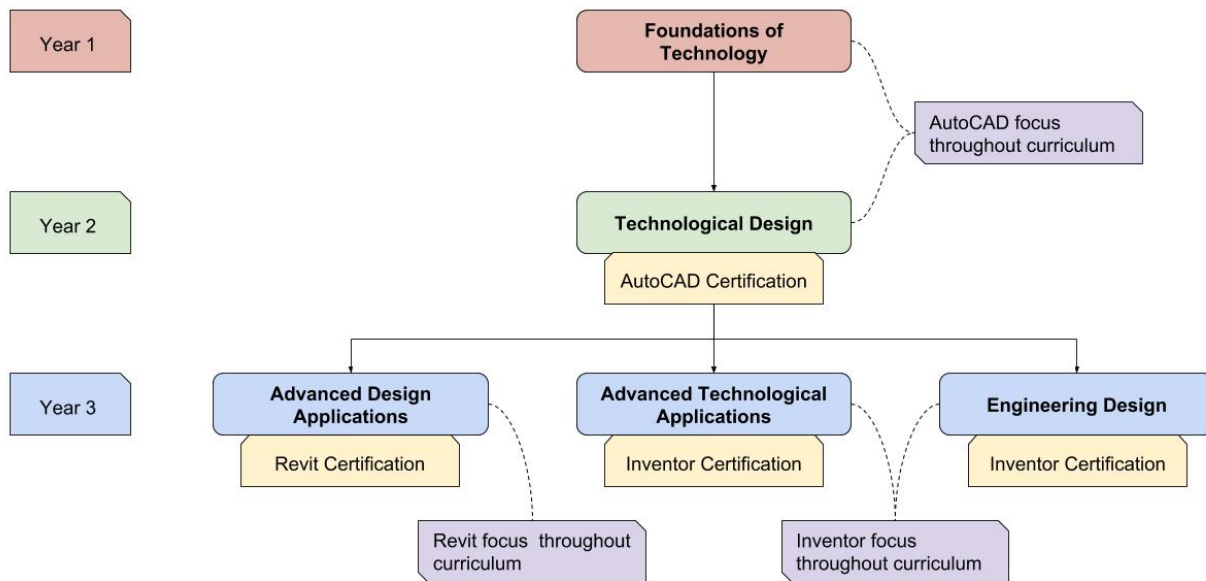 Year 1
Foundations of
Technology
AutoCAD focus
throughout curriculum
Year 2
Technological Design
AutoCAD Certification
Year 3
Advanced Design
Applications
Revit Certification
Advanced Technological
Applications
Inventor Certification
Engineering Design
Inventor Certification
Revit focus throughout
curriculum
Inventor focus
throughout curriculum